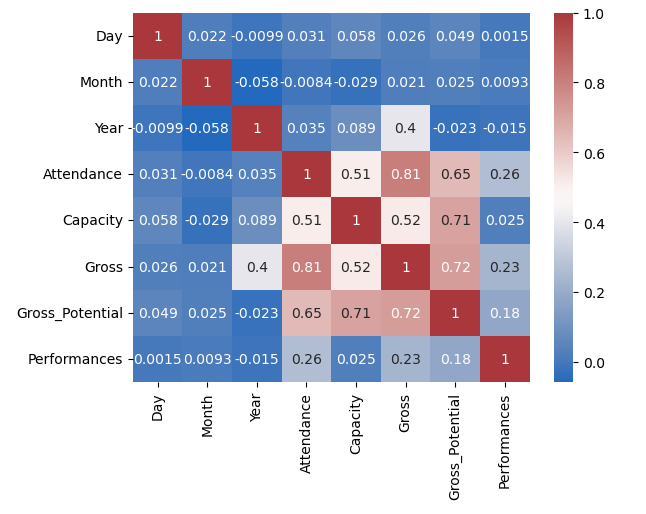 Day 1 0.022 -0.0099 0.031 0.058 0.026 0.049 0.0015
Month 0.022 1 -0.058 -0.0084 -0.029 0.021 0.025 0.0093
Year -0.0099 -0.058 1 0.035 0.089 0.4 -0.023 -0.015
Attendance 0.031 -0.0084 0.035 1 0.51 0.81 0.65 0.26
Capacity 0.058 -0.029 0.089 0.51 1 0.52 0.71 0.025
Gross 0.026 0.021 0.4 0.81 0.52 1 0.72 0.23
Gross_Potential 0.049 0.025 -0.023 0.65 0.71 0.72 1 0.18
Performances 0.0015 0.0093 -0.015 0.26 0.025 0.23 0.18 1
Day
Month
Year
Attendance
Capacity
Gross
Gross_Potential
Performances
1.0
0.8
0.6
0.4
0.2
0.0